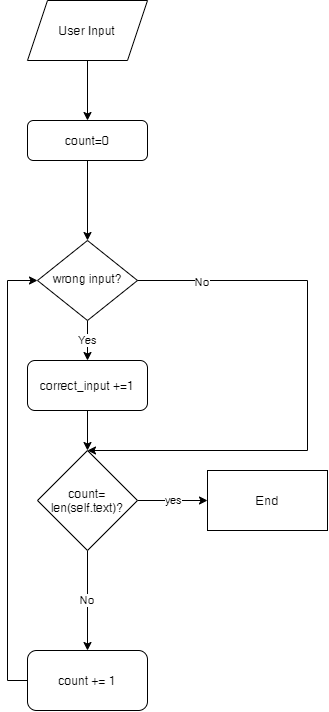 User Input
count=0
wrong input?
No
Yes
correct_input +=1
count=
len(self.text)?
yes
End
No
count += 1